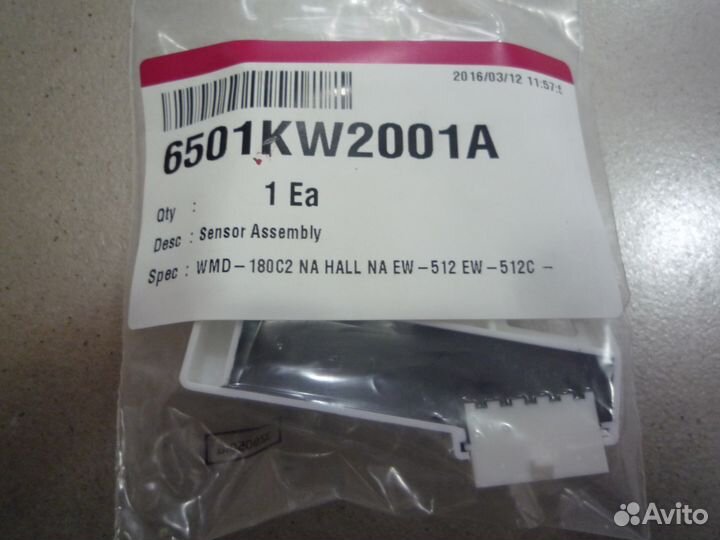 2016/03/12 11:57:
6501KW2001A
Qty : 1 Ea
Desc : Sensor Assembly
Spec : WMD-180C2 NA HALL NA EW-512 EW-512C -
Avito